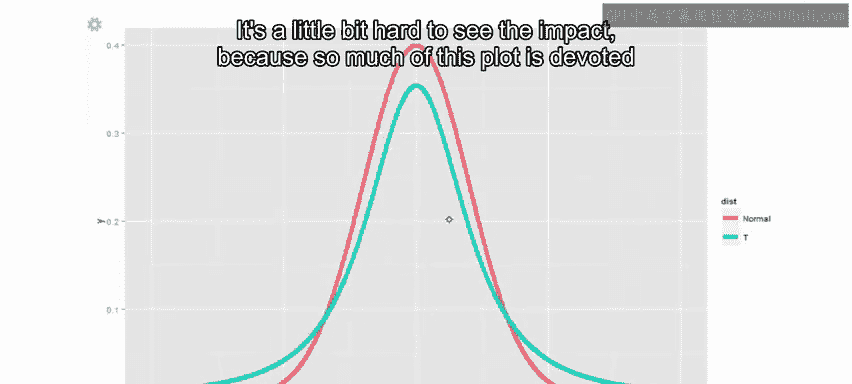 It's a little bit hard to see the impact,
because so much of this plot is devoted
0.4
0.3
y
0.2
0.1
dist
Normal
T